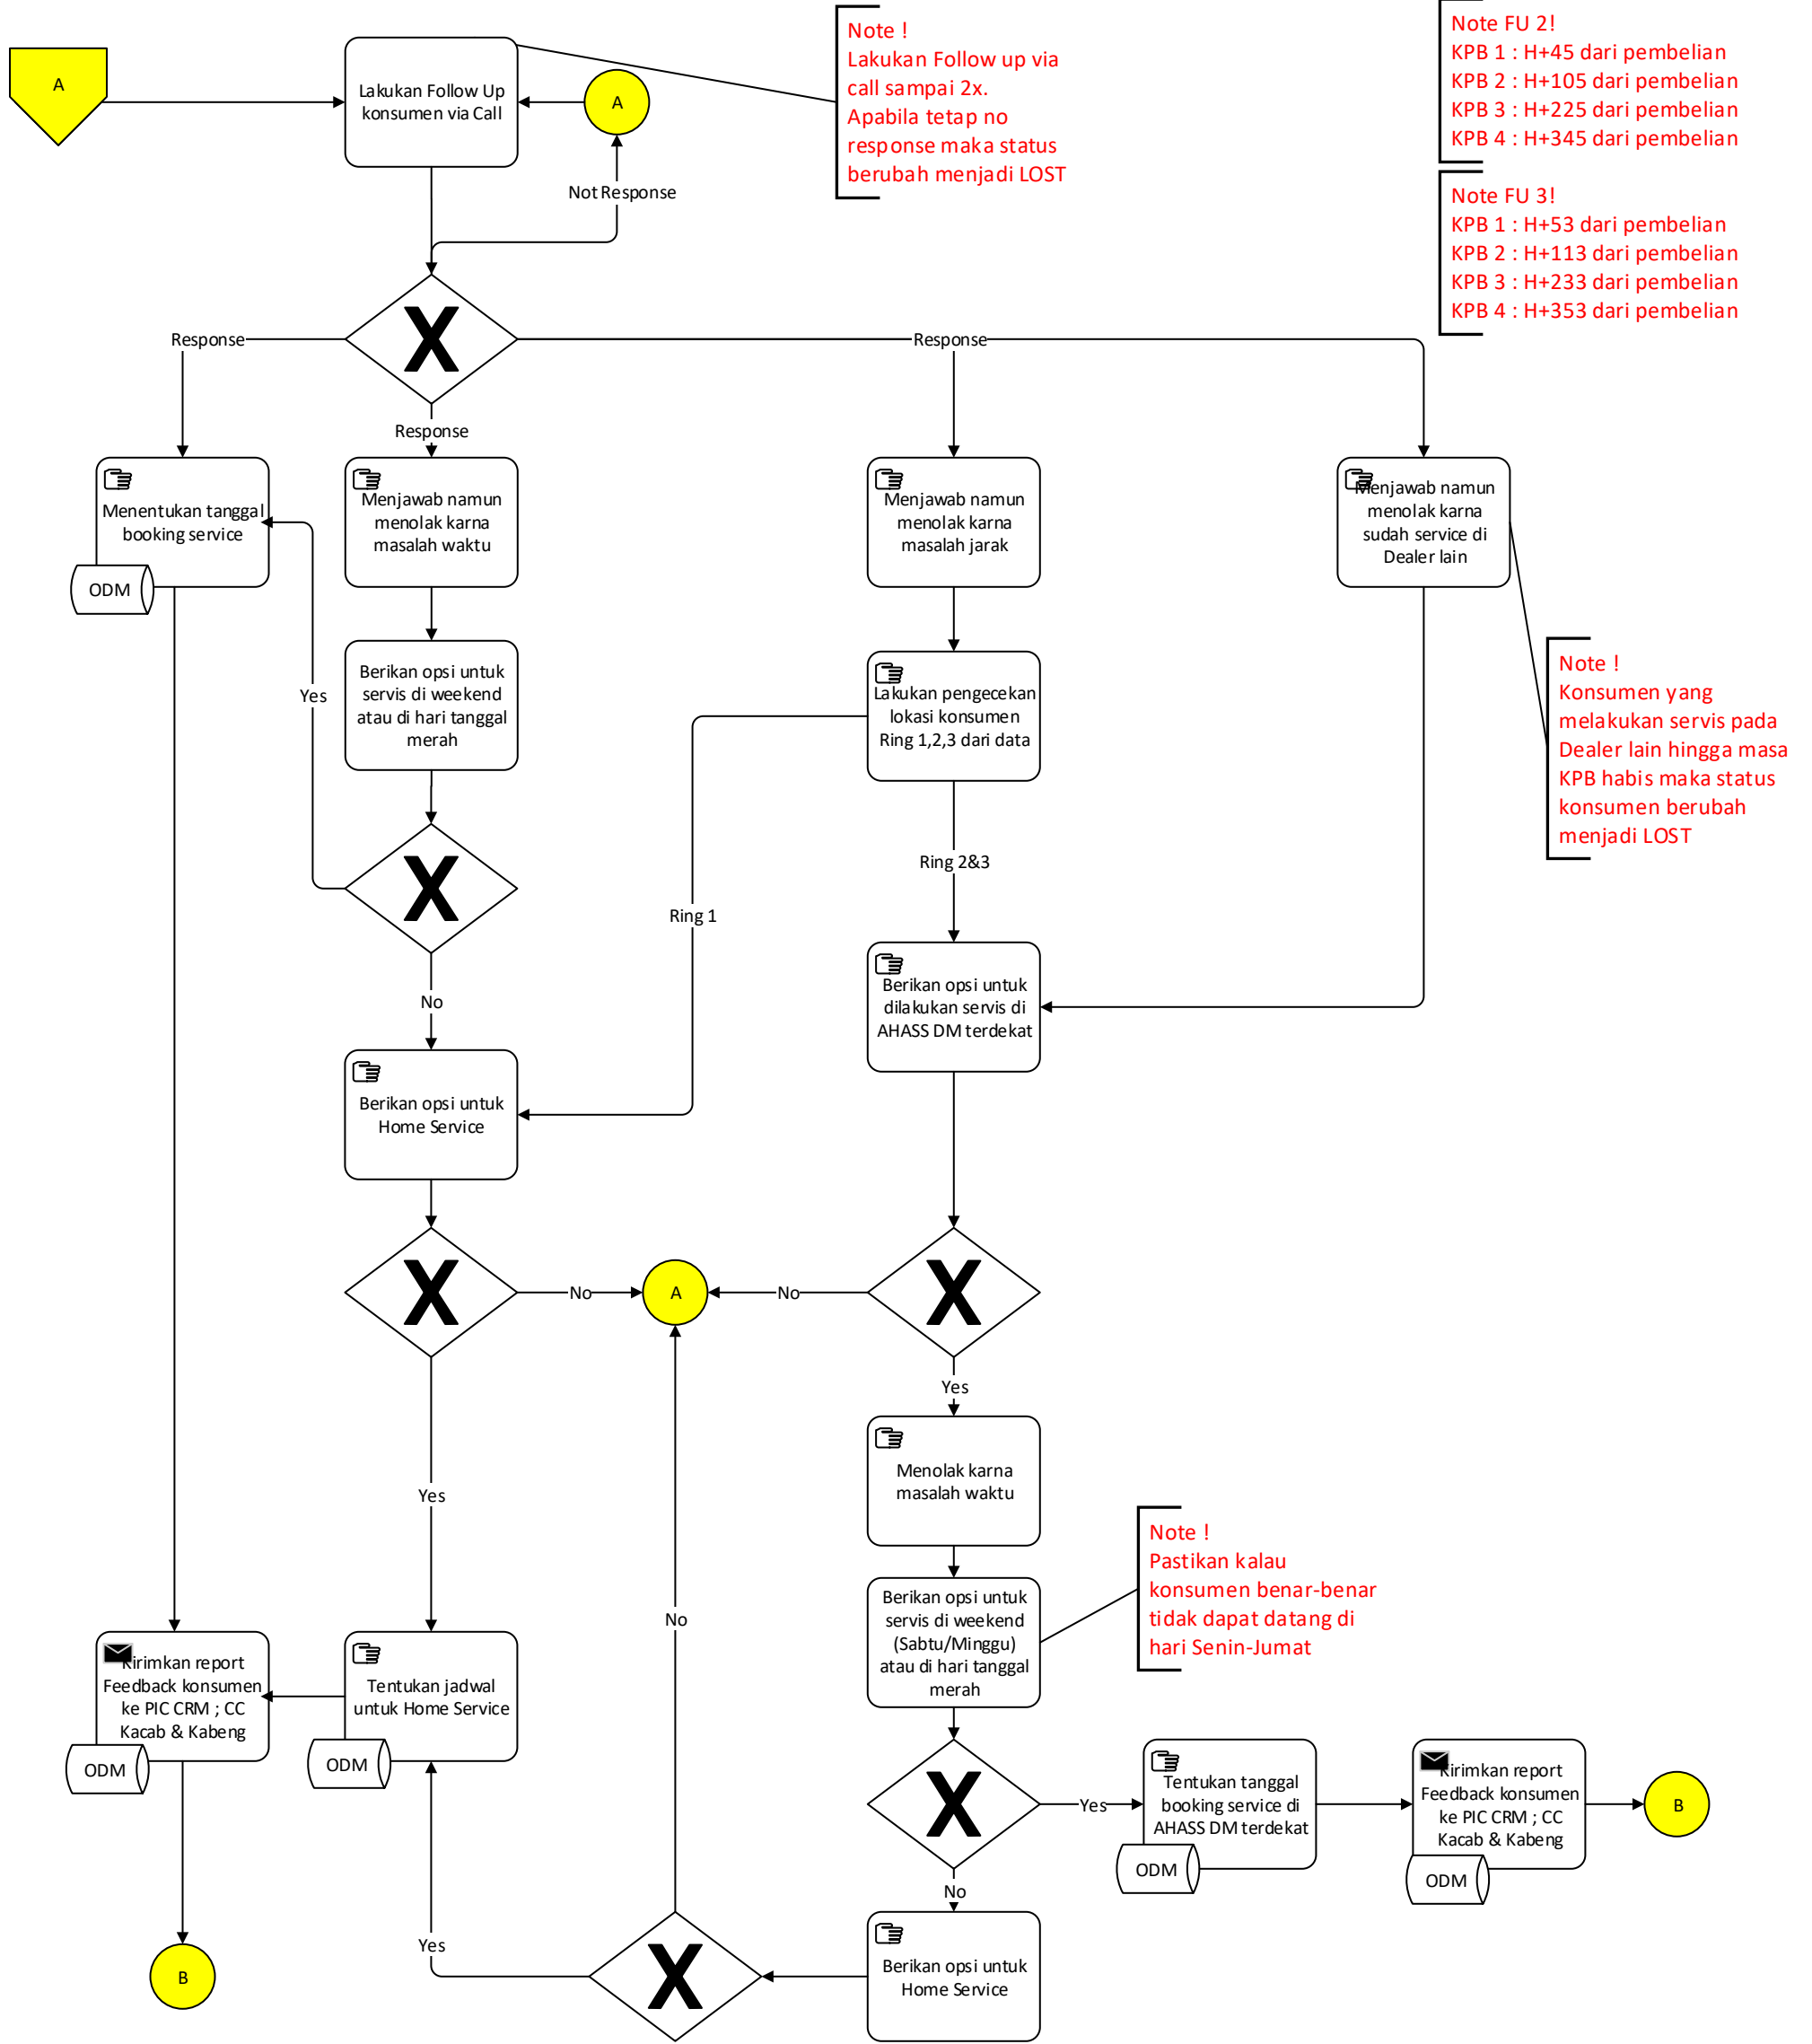 A
Lakukan Follow Up
konsumen via Call
A
Note !
Lakukan Follow up via
call sampai 2x.
Apabila tetap no
response maka status
berubah menjadi LOST
Note FU 2!
KPB 1 : H+45 dari pembelian
KPB 2 : H+105 dari pembelian
KPB 3 : H+225 dari pembelian
KPB 4 : H+345 dari pembelian
Note FU 3!
KPB 1 : H+53 dari pembelian
KPB 2 : H+113 dari pembelian
KPB 3 : H+233 dari pembelian
KPB 4 : H+353 dari pembelian
Not Response
Response
Response
Response
Menentukan tanggal
booking service
ODM
Menjawab namun
menolak karna
masalah waktu
Menjawab namun
menolak karna
masalah jarak
Menjawab namun
menolak karna
sudah service di
Dealer lain
Note !
Konsumen yang
melakukan servis pada
Dealer lain hingga masa
KPB habis maka status
konsumen berubah
menjadi LOST
Yes
Berikan opsi untuk
servis di weekend
atau di hari tanggal
merah
Lakukan pengecekan
lokasi konsumen
Ring 1,2,3 dari data
Ring 2&3
Ring 1
No
Berikan opsi untuk
dilakukan servis di
AHASS DM terdekat
Berikan opsi untuk
Home Service
No
A
No
Yes
Yes
Menolak karna
masalah waktu
Note !
Pastikan kalau
konsumen benar-benar
tidak dapat datang di
hari Senin-Jumat
No
Berikan opsi untuk
servis di weekend
(Sabtu/Minggu)
atau di hari tanggal
merah
Kirimkan report
Feedback konsumen
ke PIC CRM ; CC
Kacab & Kabeng
ODM
Tentukan jadwal
untuk Home Service
ODM
Yes
Tentukan tanggal
booking service di
AHASS DM terdekat
ODM
Kirimkan report
Feedback konsumen
ke PIC CRM ; CC
Kacab & Kabeng
ODM
B
No
Yes
Berikan opsi untuk
Home Service
B